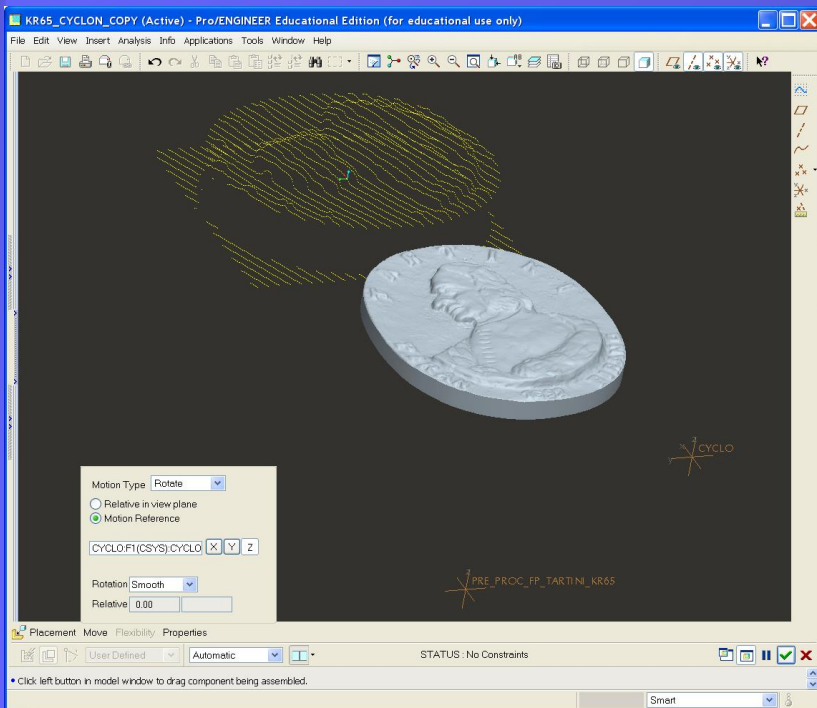 KR65_CYCLON_COPY (Active) - Pro/ENGINEER Educational Edition (for educational use only)
File Edit View Insert Analysis Info Applications Tools Window Help
CYCLO
PRE_PROC_FP_TARTINI_KR65
Motion Type Rotate
Relative in view plane
Motion Reference
CYCLO:F1(CSYS):CYCLO X Y Z
Rotation Smooth
Relative 0.00
Placement Move Flexibility Properties
User Defined Automatic STATUS : No Constraints
• Click left button in model window to drag component being assembled.
Smart